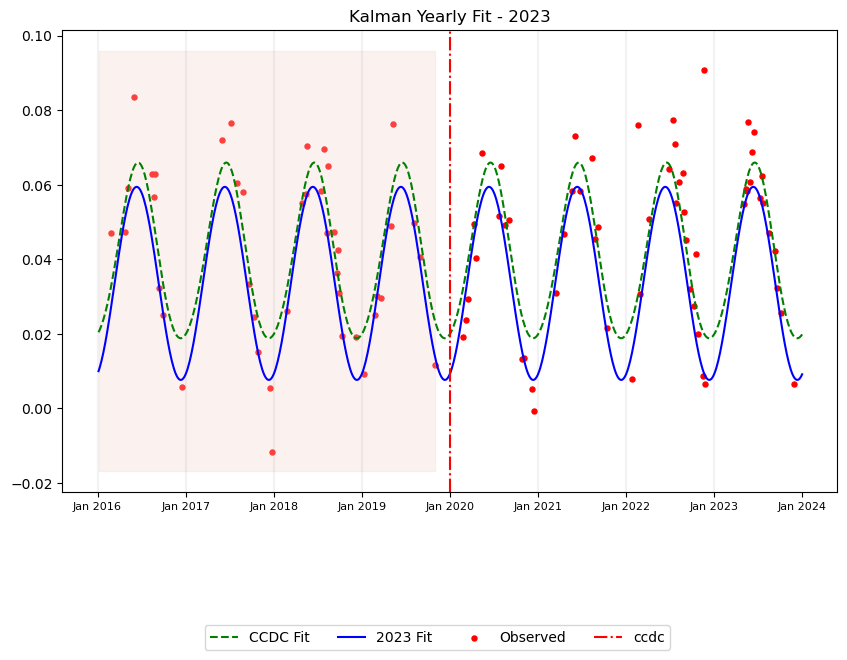 Kalman Yearly Fit - 2023
0.10
0.08
0.06
0.04
0.02
0.00
−0.02
Jan 2016 Jan 2017 Jan 2018 Jan 2019 Jan 2020 Jan 2021 Jan 2022 Jan 2023 Jan 2024
CCDC Fit 2023 Fit Observed ccdc